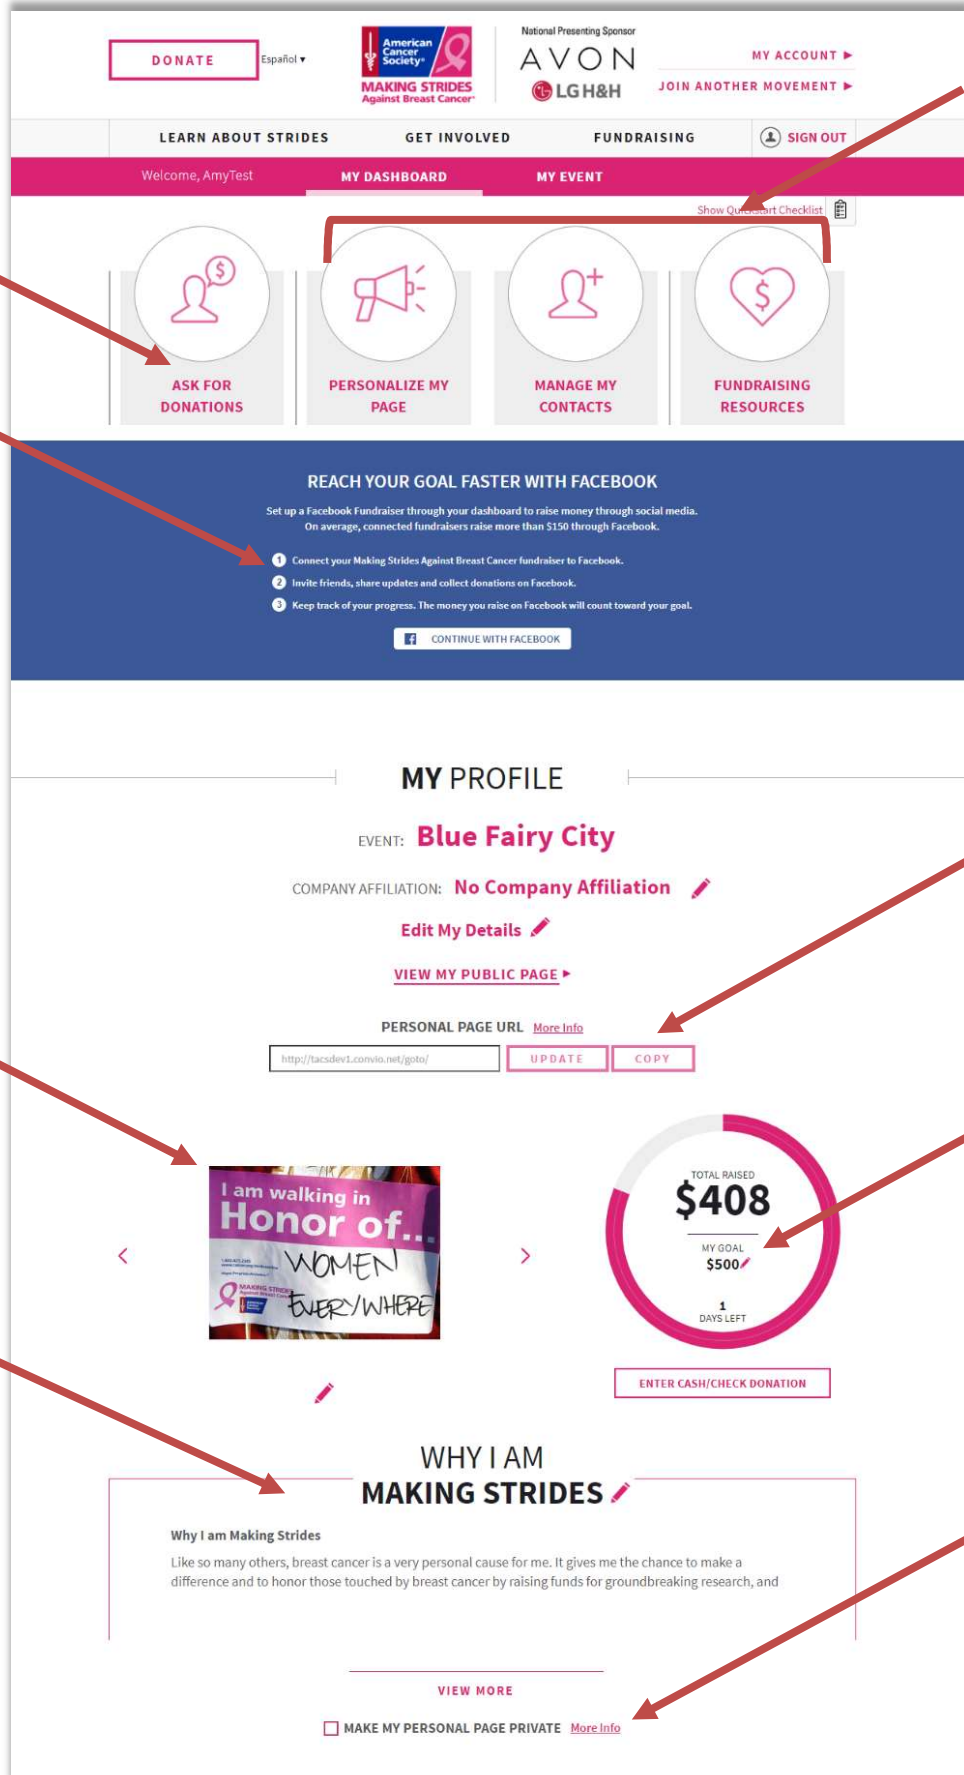 DONATE
Español ▾
American
Cancer
Society®
MAKING STRIDES
Against Breast Cancer®
National Presenting Sponsor
AVON
LG H&H
MY ACCOUNT ▶
JOIN ANOTHER MOVEMENT ▶
LEARN ABOUT STRIDES GET INVOLVED FUNDRAISING SIGN OUT
Welcome, AmyTest MY DASHBOARD MY EVENT
Show Quickstart Checklist
ASK FOR
DONATIONS
PERSONALIZE MY
PAGE
MANAGE MY
CONTACTS
FUNDRAISING
RESOURCES
REACH YOUR GOAL FASTER WITH FACEBOOK
Set up a Facebook Fundraiser through your dashboard to raise money through social media.
On average, connected fundraisers raise more than $150 through Facebook.
1 Connect your Making Strides Against Breast Cancer fundraiser to Facebook.
2 Invite friends, share updates and collect donations on Facebook.
3 Keep track of your progress. The money you raise on Facebook will count toward your goal.
CONTINUE WITH FACEBOOK
MY PROFILE
EVENT: Blue Fairy City
COMPANY AFFILIATION: No Company Affiliation
Edit My Details
VIEW MY PUBLIC PAGE ▶
PERSONAL PAGE URL More Info
http://tacsdev1.convio.net/goto/ UPDATE COPY
I am walking in
Honor of...
WOMEN
EVERYWHERE
MAKING STRIDES
Against Breast Cancer
American
Cancer
Society
TOTAL RAISED
$408
MY GOAL
$500
1
DAYS LEFT
ENTER CASH/CHECK DONATION
WHY I AM
MAKING STRIDES
Why I am Making Strides
Like so many others, breast cancer is a very personal cause for me. It gives me the chance to make a
difference and to honor those touched by breast cancer by raising funds for groundbreaking research, and
VIEW MORE
MAKE MY PERSONAL PAGE PRIVATE More Info